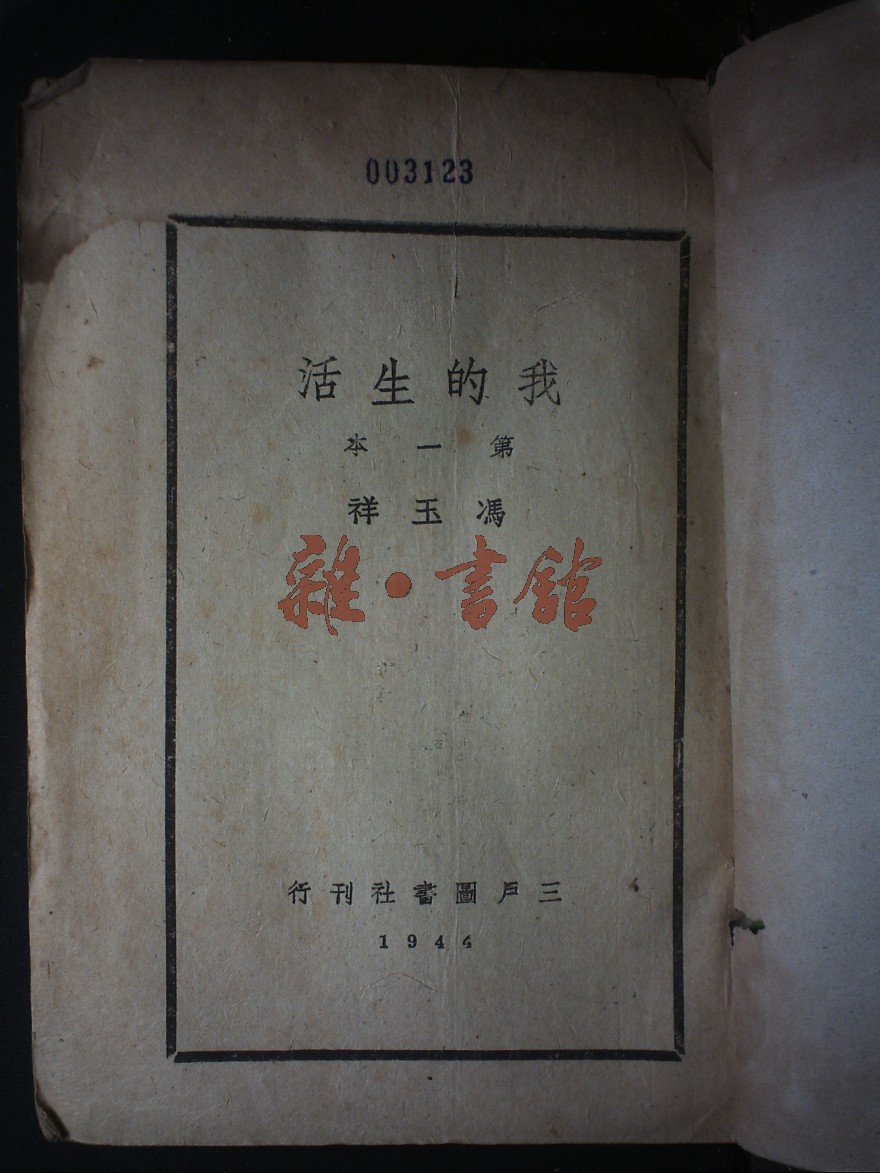 003123
我的生活
第一本
馮玉祥
雜·書館
三戶圖書社刊行
1944